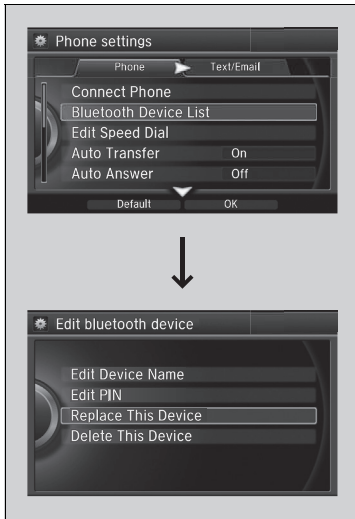 Phone settings
Phone Text/Email
Connect Phone
Bluetooth Device List
Edit Speed Dial
Auto Transfer On
Auto Answer Off
Default OK
Edit bluetooth device
Edit Device Name
Edit PIN
Replace This Device
Delete This Device